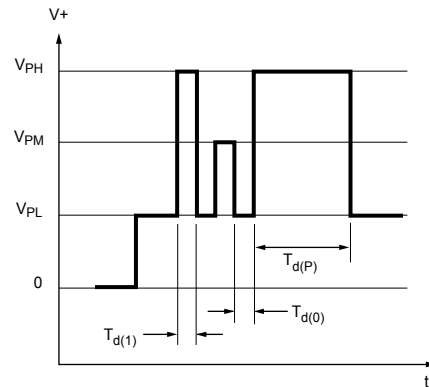 V+
VPH
VPM
VPL
0
Td(P)
Td(0)
Td(1)
t